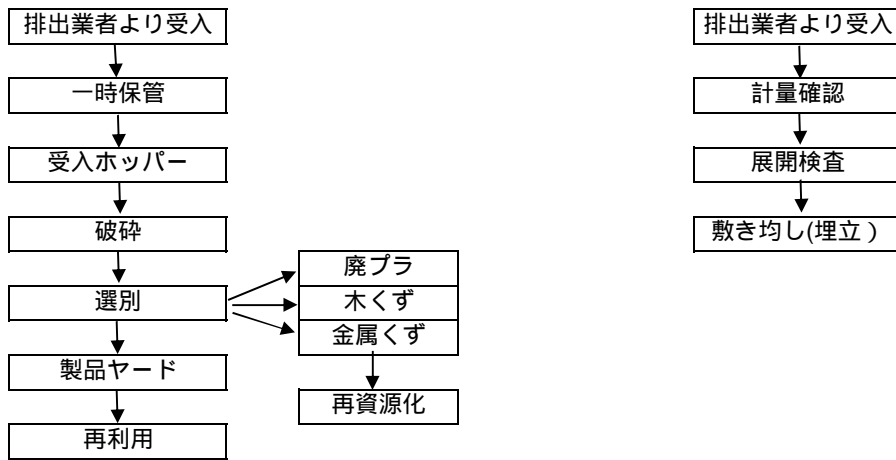 排出業者より受入
一時保管
受入ホッパー
破砕
選別
製品ヤード
再利用
廃プラ
木くず
金属くず
再資源化
排出業者より受入
計量確認
展開検査
敷き均し(埋立）